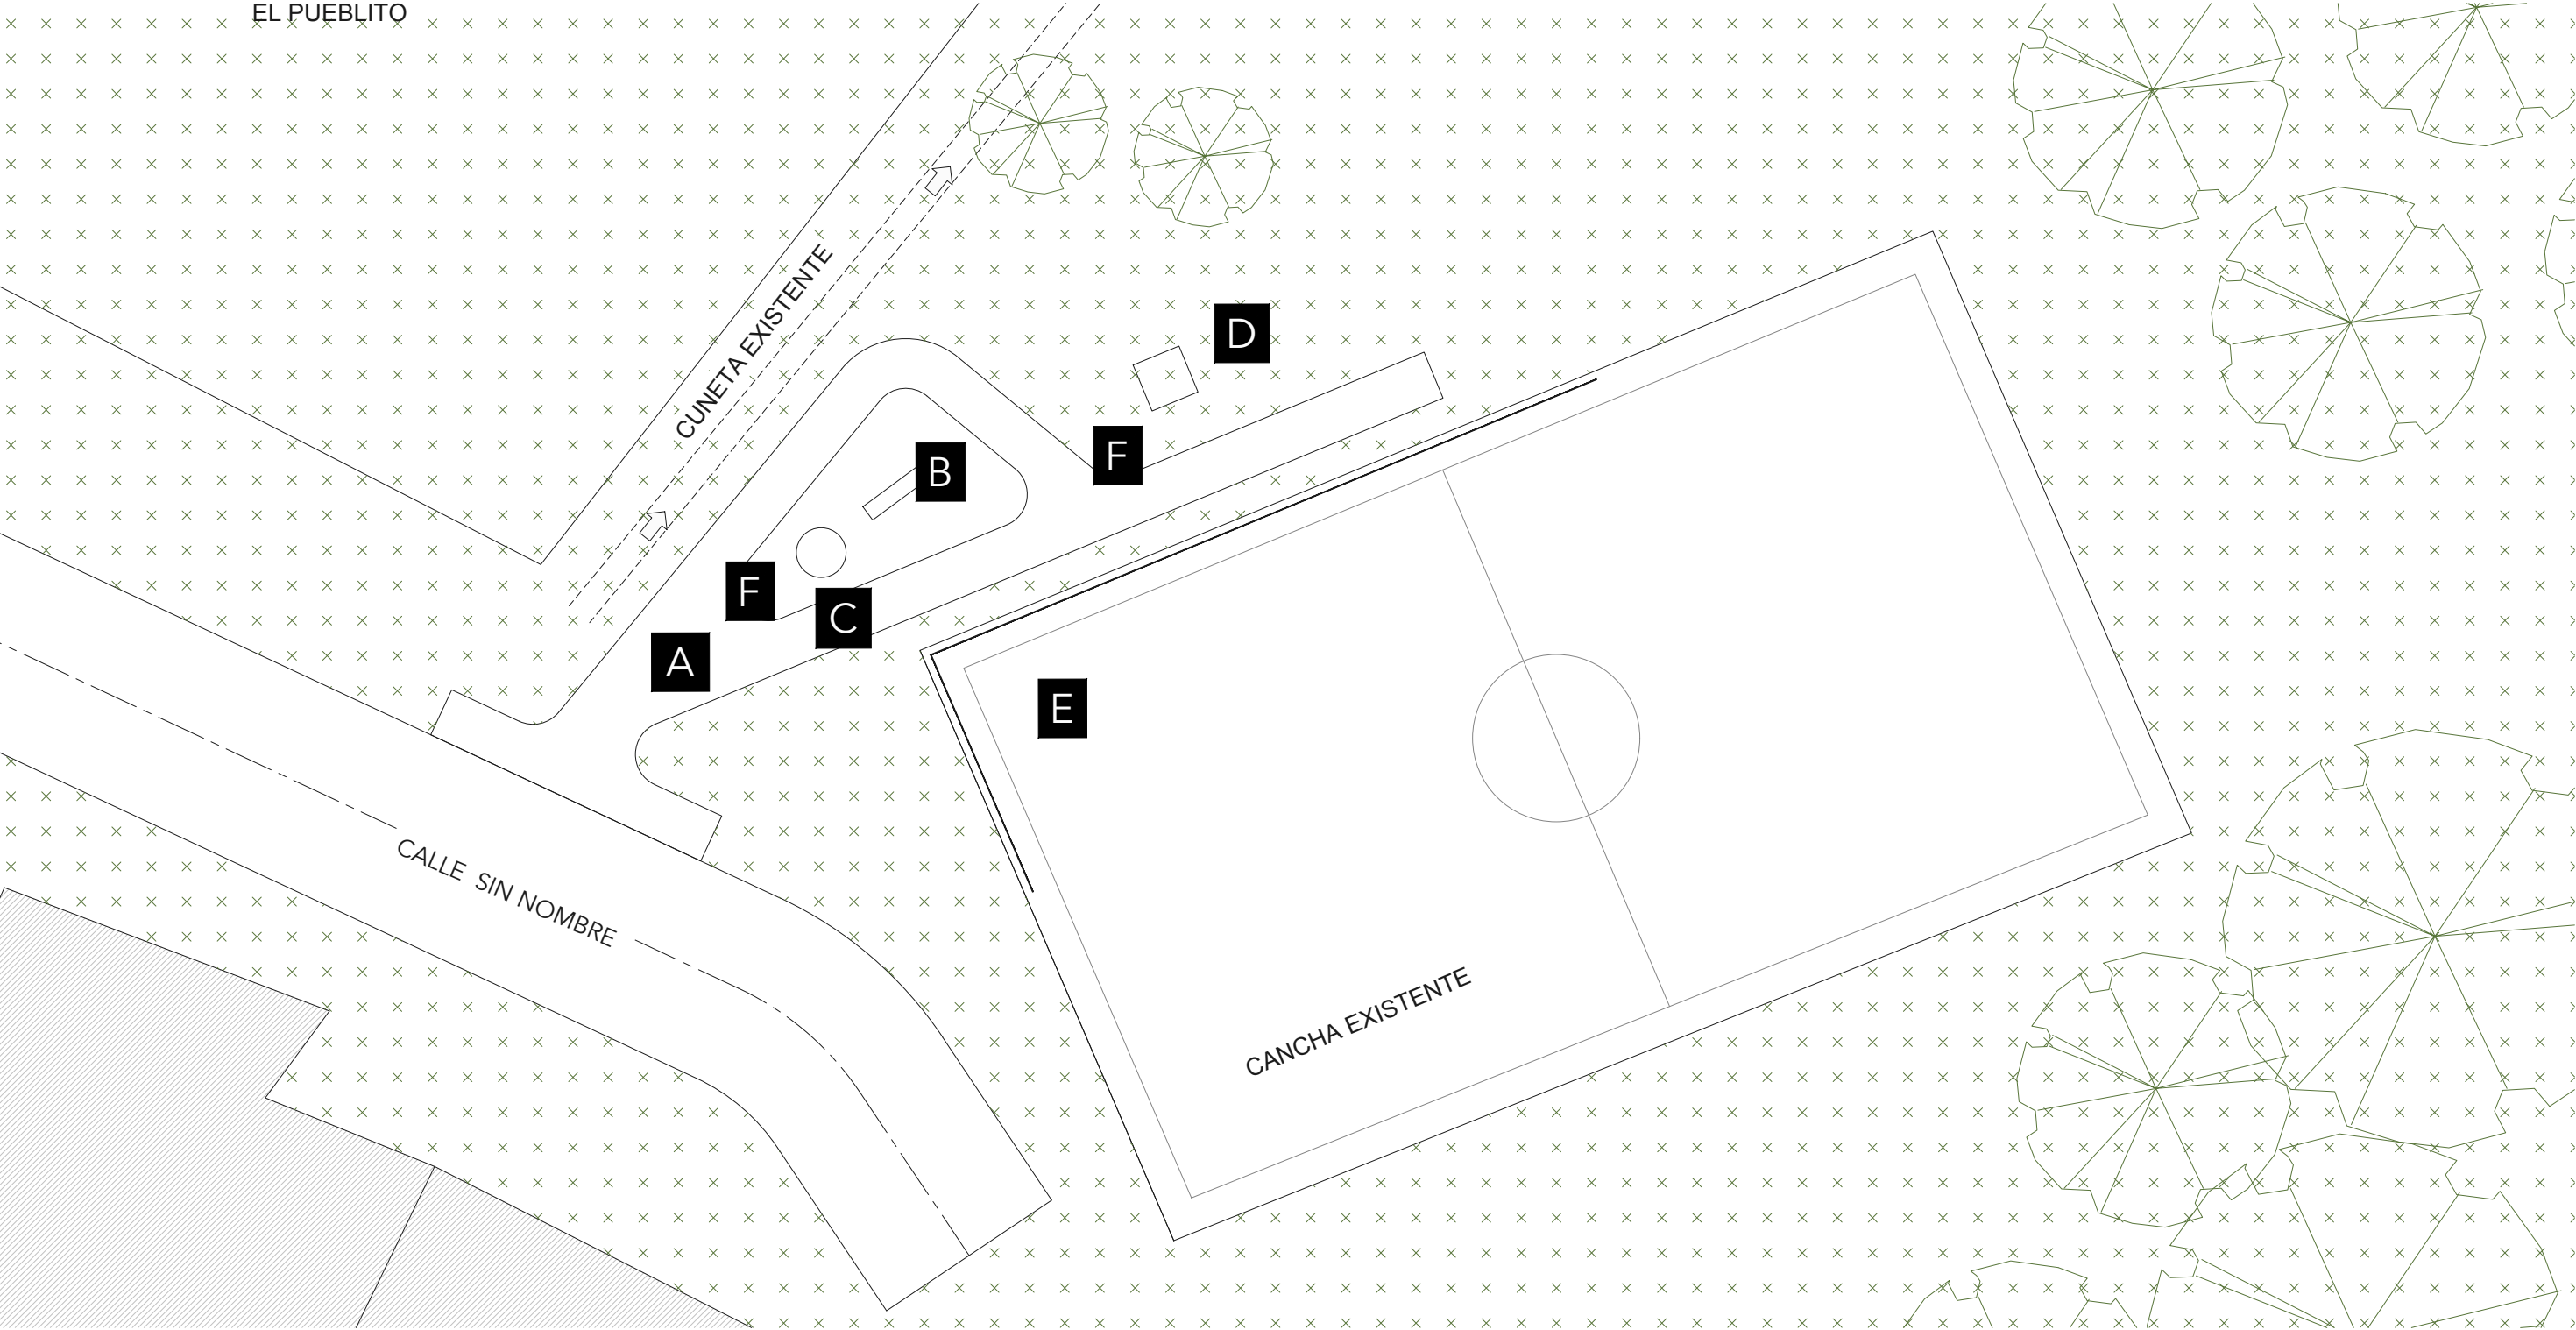 EL PUEBLITO
CUNETA EXISTENTE
D
F
B
F
C
A
E
CALLE SIN NOMBRE
CANCHA EXISTENTE